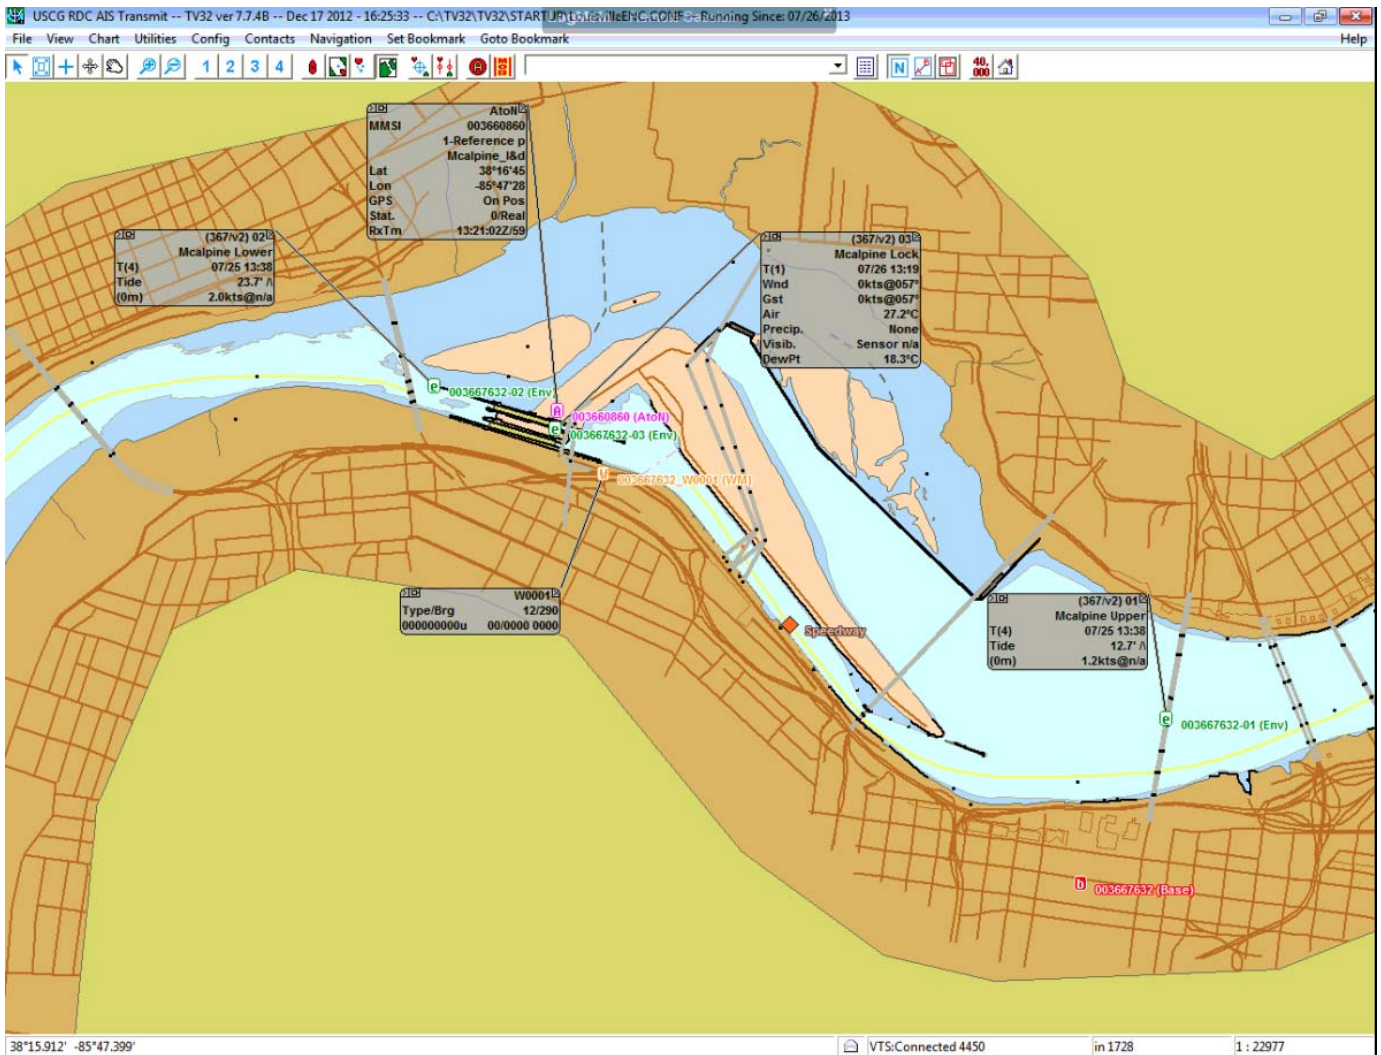 USCG RDC AIS Transmit -- TV32 ver 7.7.4B -- Dec 17 2012 - 16:25:33 -- C:\TV32\TV32\STARTUP\ Running Since: 07/26/2013
File View Chart Utilities Config Contacts Navigation Set Bookmark Goto Bookmark Help
1 2 3 4 A N 40,000
AtoN
MMSI 003660860
1-Reference p
Mcalpine_l&d
Lat 38°16'45
Lon -85°47'28
GPS On Pos
Stat. 0/Real
RxTm 13:21:02Z/59
(367/v2) 02
Mcalpine Lower
T(4) 07/25 13:38
Tide 23.7' /\
(0m) 2.0kts@n/a
(367/v2) 03
Mcalpine Lock
T(1) 07/26 13:19
Wnd 0kts@057°
Gst 0kts@057°
Air 27.2°C
Precip. None
Visib. Sensor n/a
DewPt 18.3°C
e 003667632-02 (Env)
A 003660860 (AtoN)
e 003667632-03 (Env)
003667632_W0001 (WM)
W0001
Type/Brg 12/290
000000000u 00/0000 0000
Speedway
(367/v2) 01
Mcalpine Upper
T(4) 07/25 13:38
Tide 12.7' /\
(0m) 1.2kts@n/a
e 003667632-01 (Env)
b 003667632 (Base)
38°15.912' -85°47.399' VTS:Connected 4450 in 1728 1 : 22977